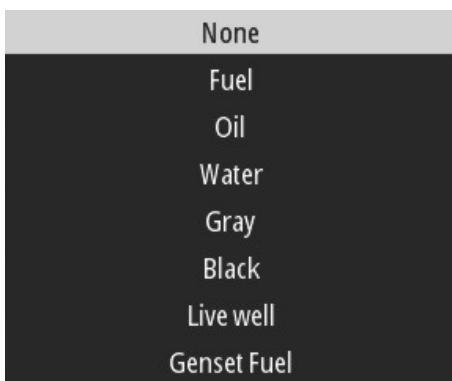 None
Fuel
Oil
Water
Gray
Black
Live well
Genset Fuel